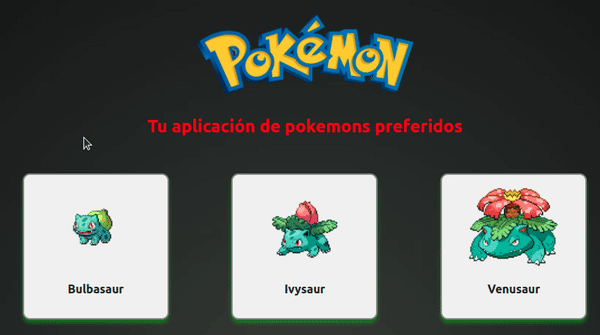 POKéMON
Tu aplicación de pokemons preferidos
Bulbasaur
Ivysaur
Venusaur